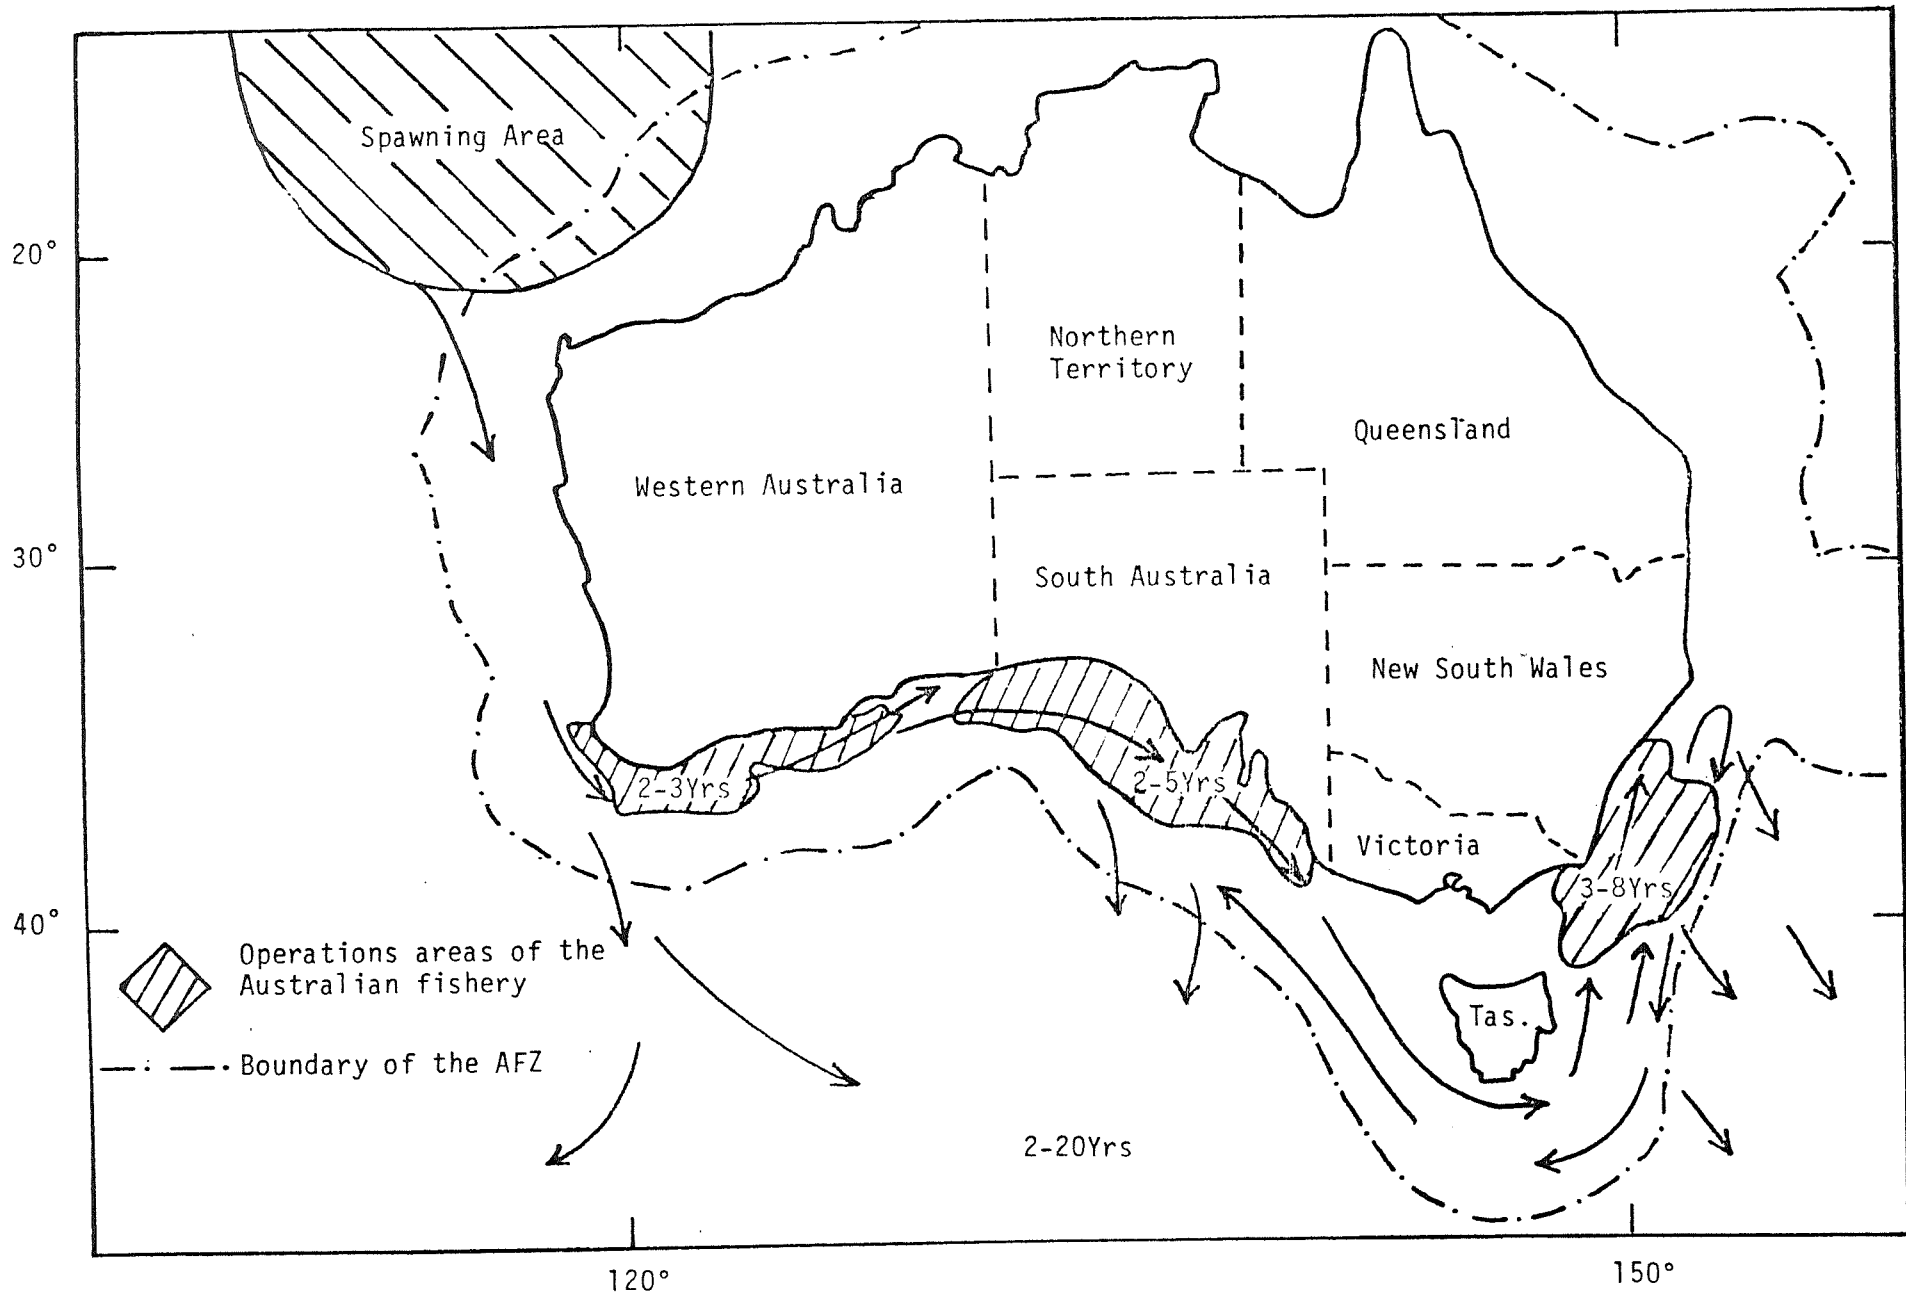 Spawning Area
20°
Northern
Territory
Queensland
Western Australia
30°
South Australia
New South Wales
2-3Yrs
2-5Yrs
Victoria
3-8Yrs
40°
Operations areas of the
Australian fishery
Tas.
Boundary of the AFZ
2-20Yrs
120°
150°